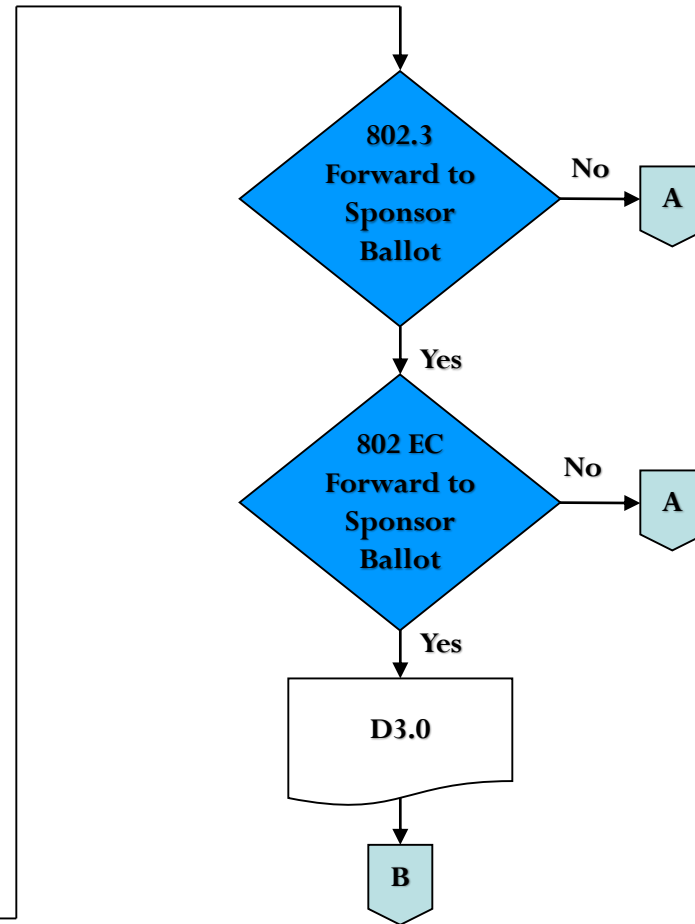 802.3
Forward to
Sponsor
Ballot
No
A
Yes
802 EC
Forward to
Sponsor
Ballot
No
A
Yes
D3.0
B